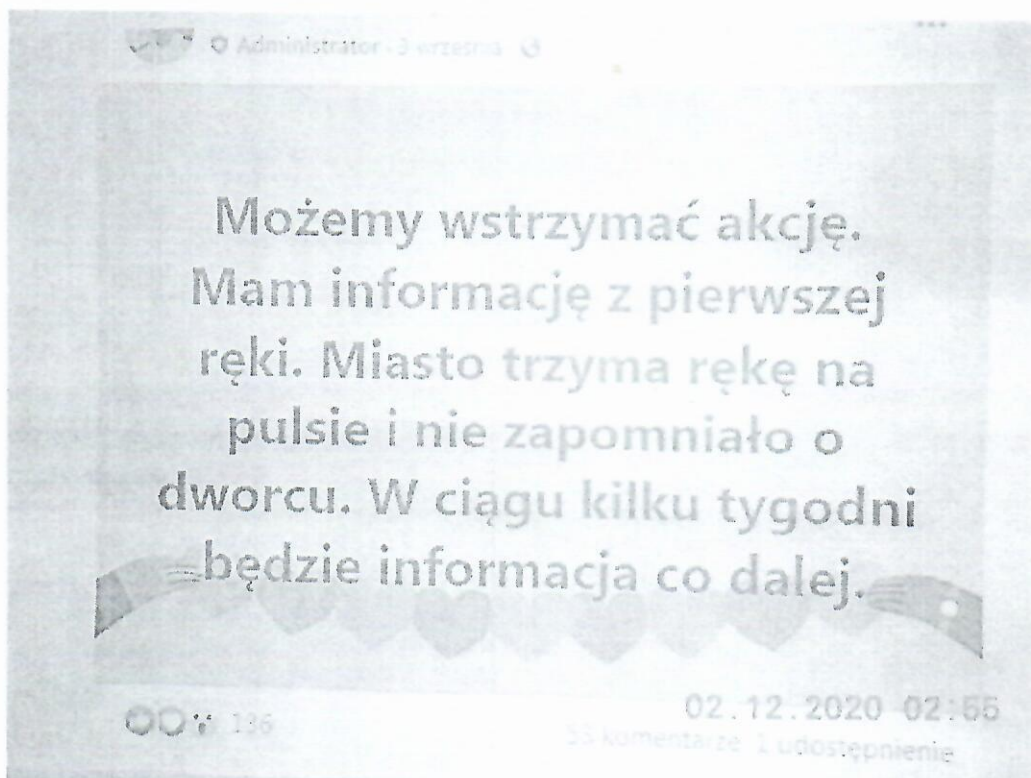 Administrator · 3 września
Możemy wstrzymać akcję.
Mam informację z pierwszej
ręki. Miasto trzyma rękę na
pulsie i nie zapomniało o
dworcu. W ciągu kilku tygodni
będzie informacja co dalej.
136
02.12.2020 02:55
53 komentarze 1 udostępnienie